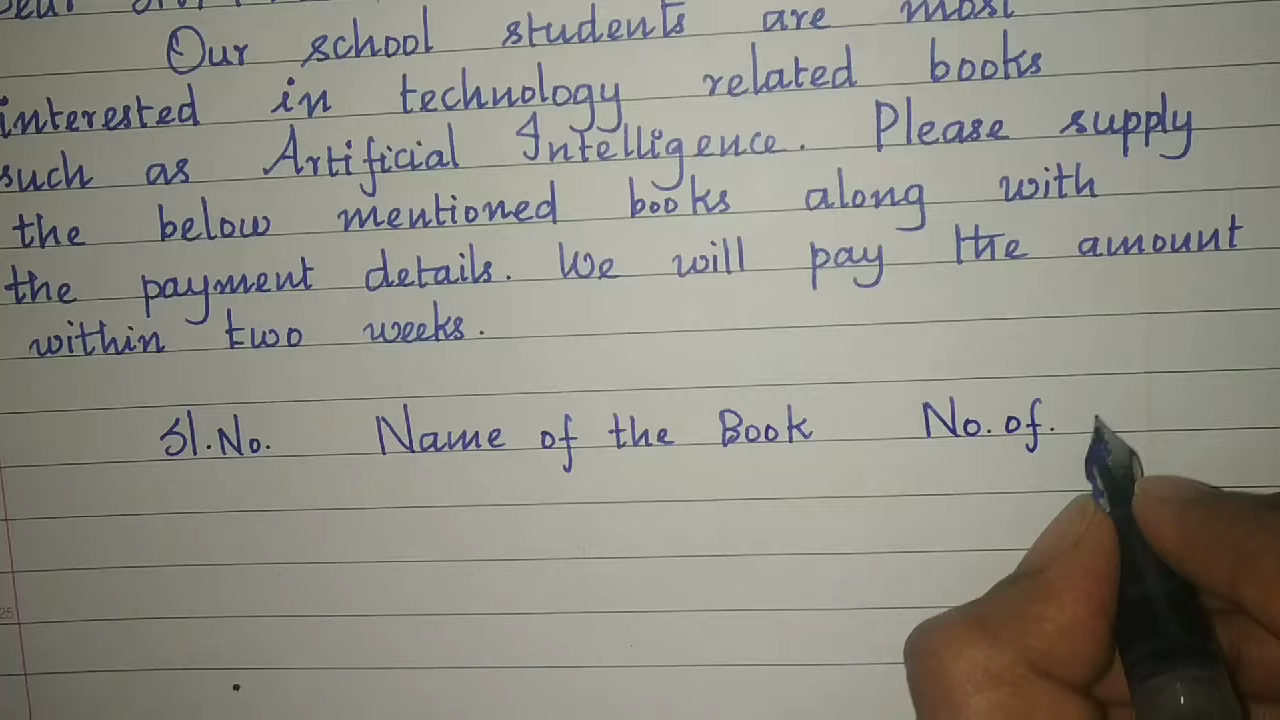 Our school students are most
interested in technology related books
such as Artificial Intelligence. Please supply
the below mentioned books along with
the payment details. We will pay the amount
within two weeks.
Sl.No. Name of the Book No.of.
25